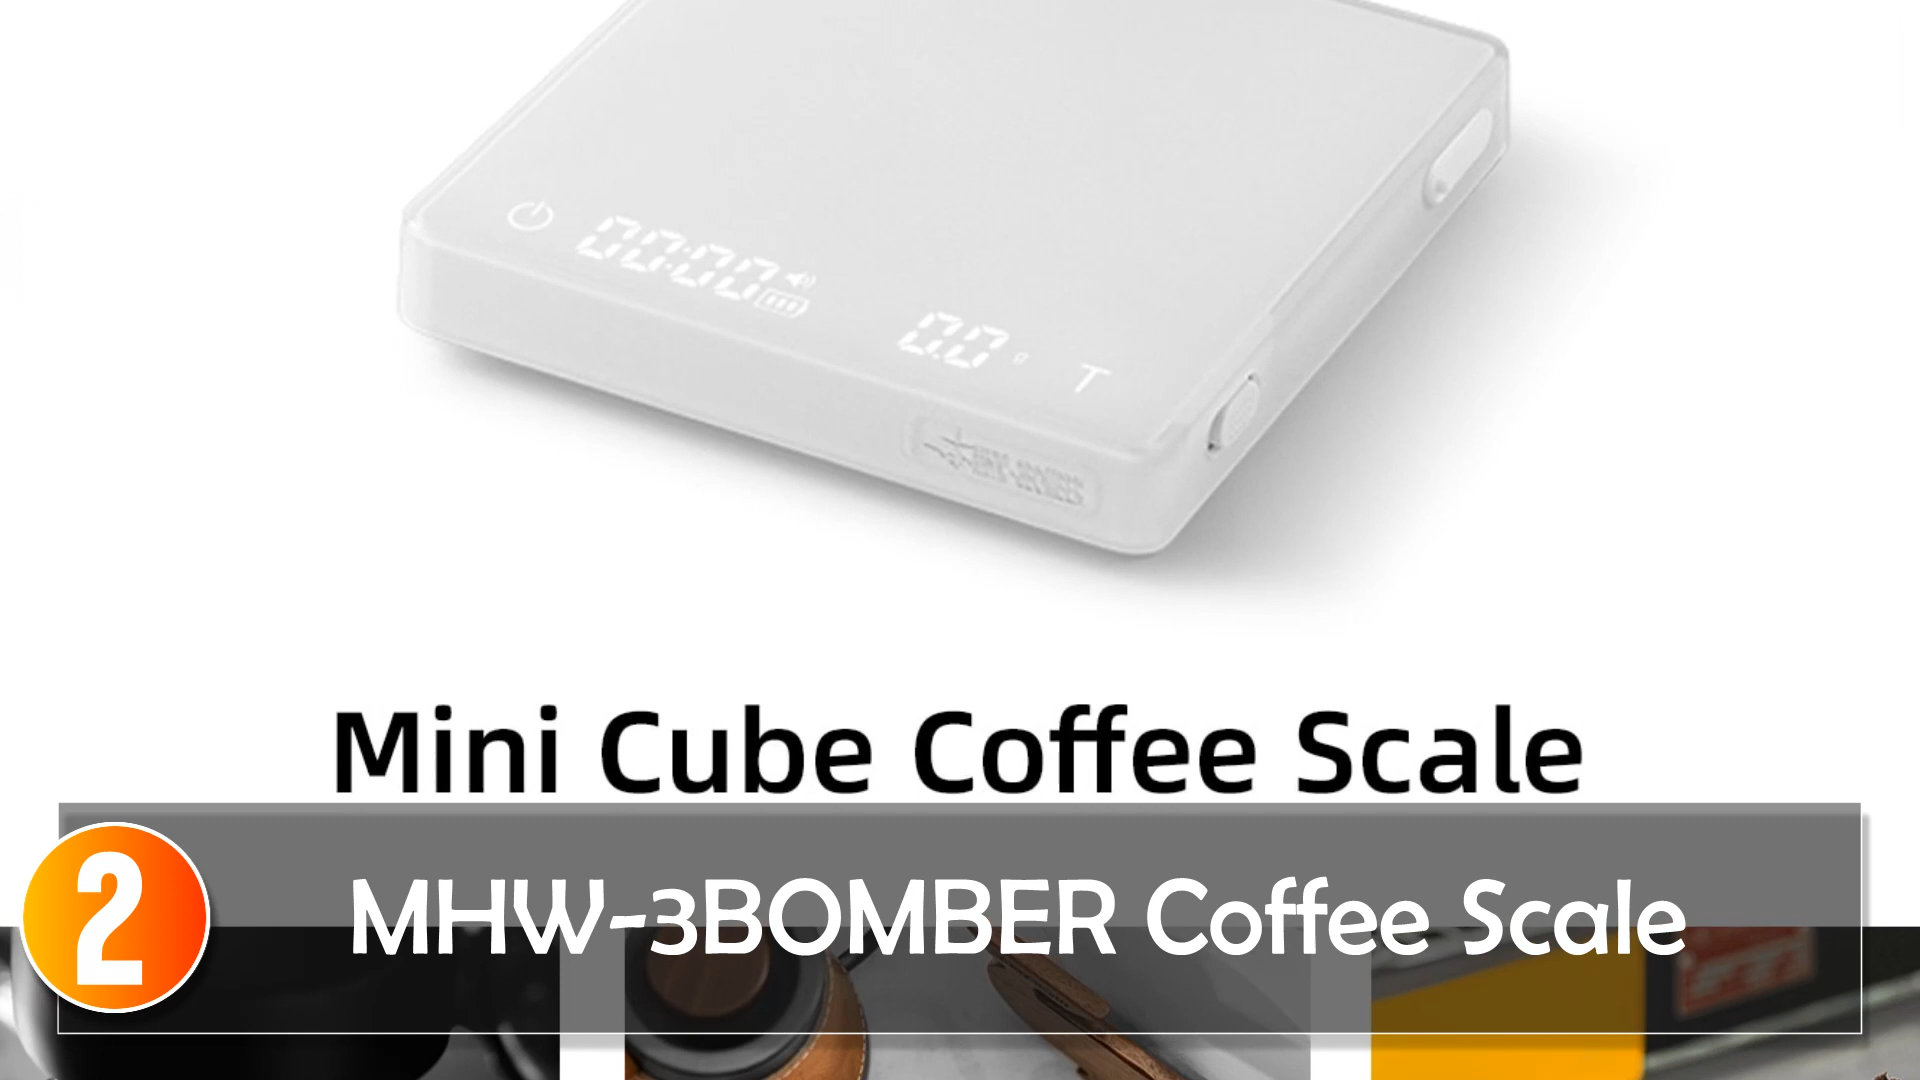 00:00
0.0 g T
Mini Cube Coffee Scale
2
MHW-3BOMBER Coffee Scale